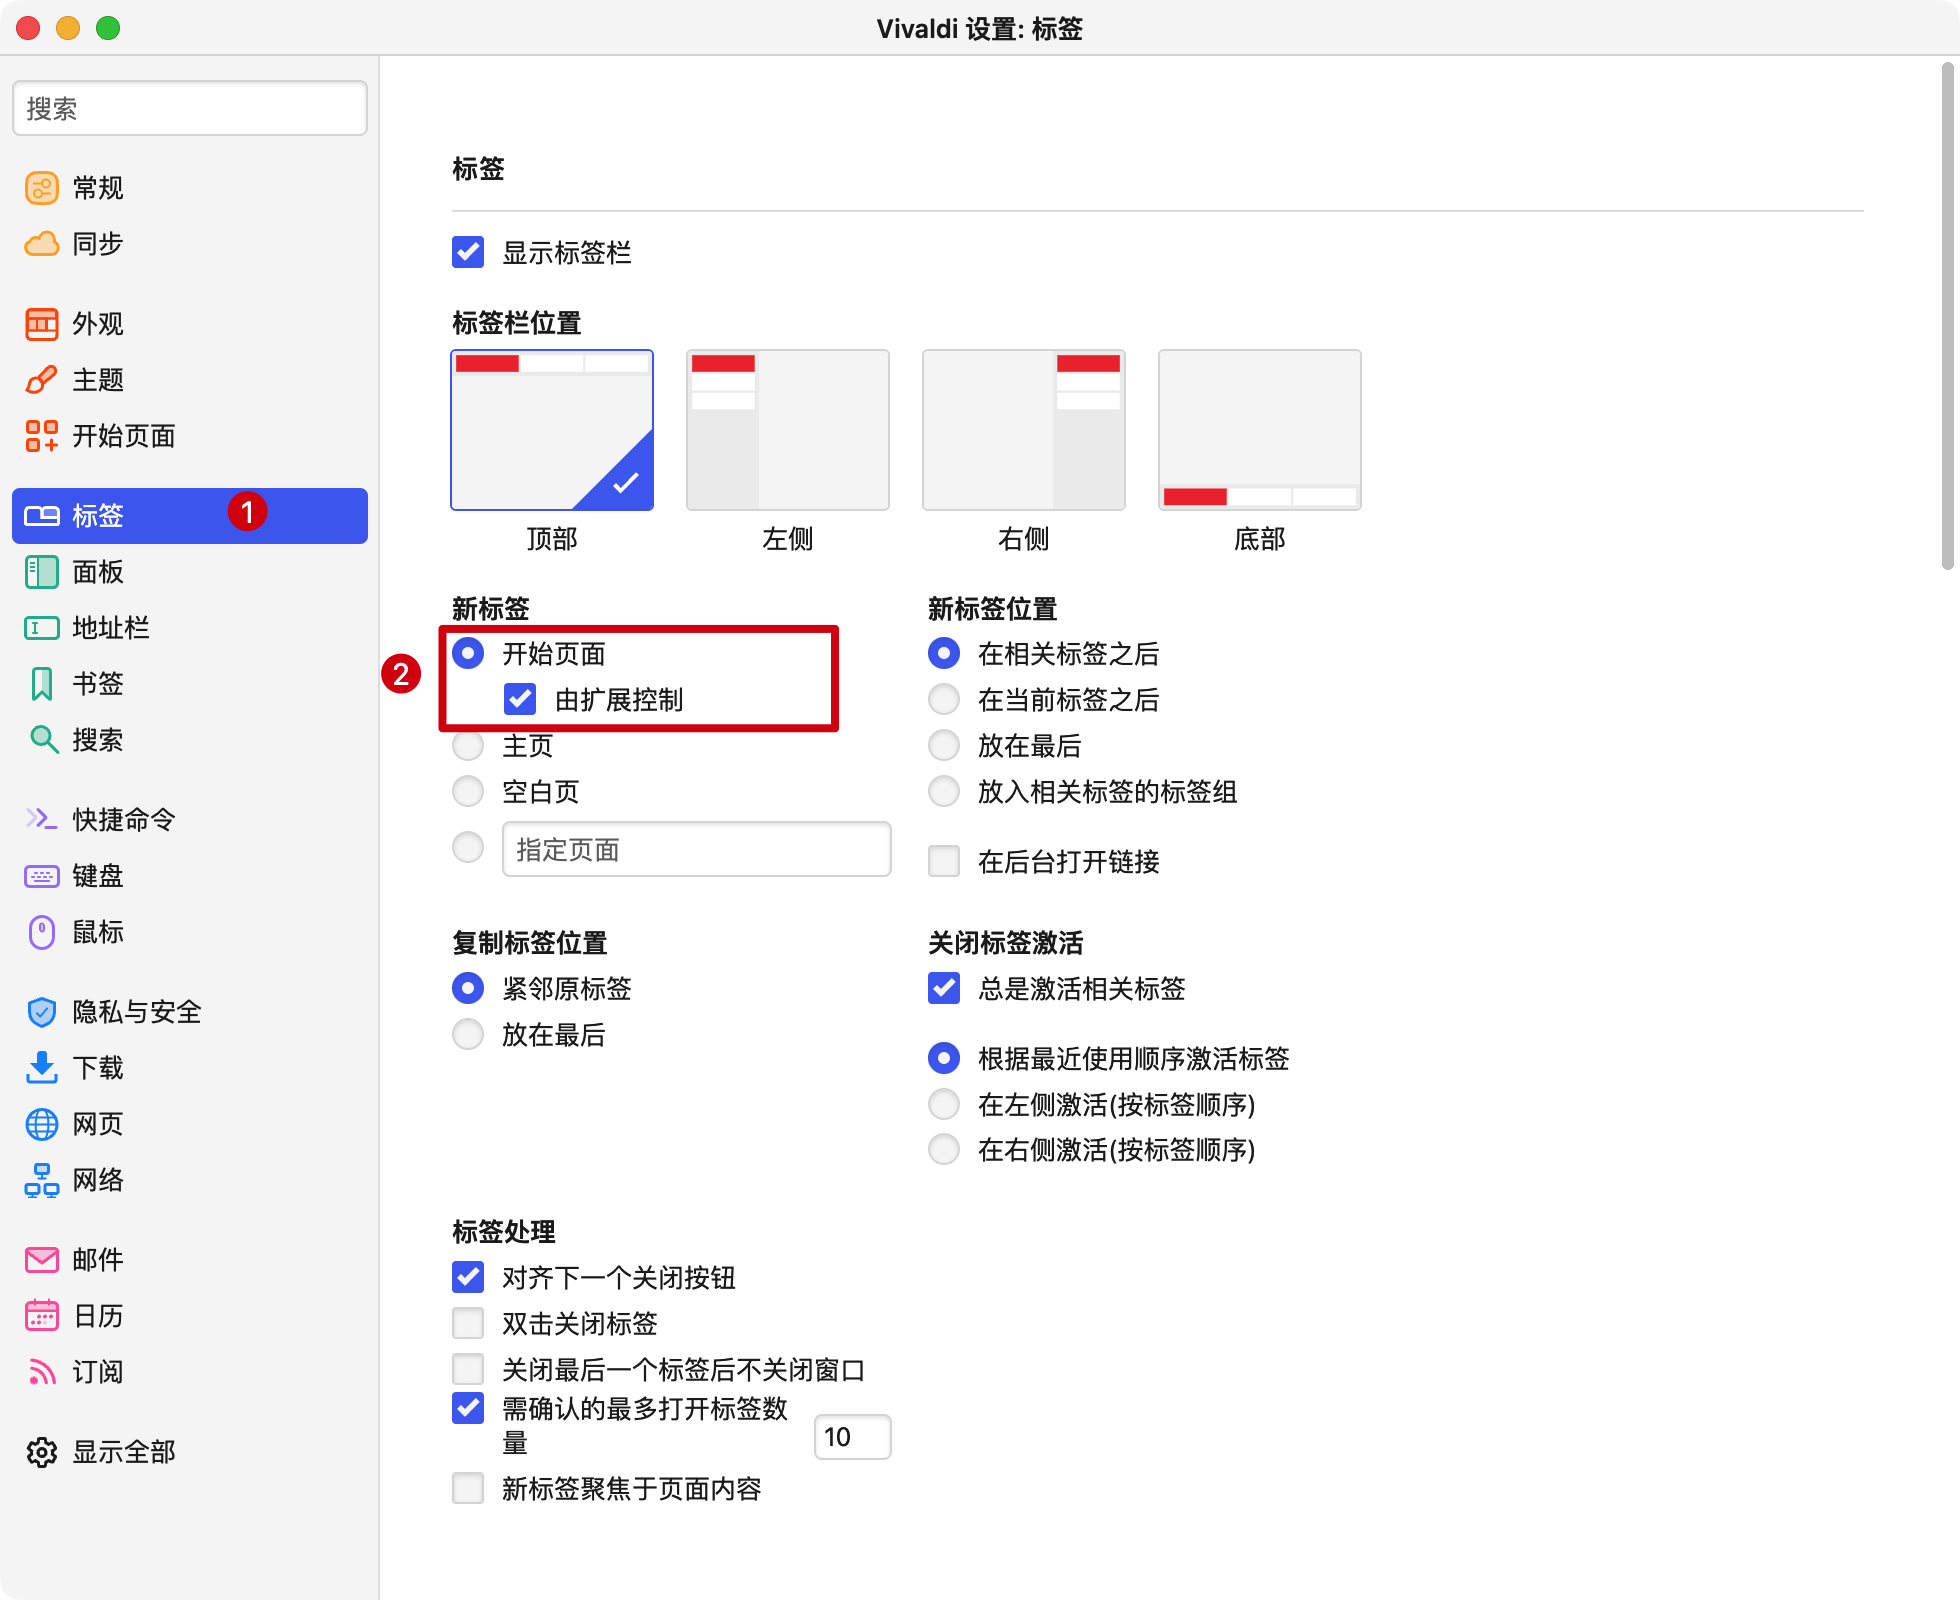 Vivaldi 设置: 标签
搜索
常规
同步
外观
主题
开始页面
标签
1
面板
地址栏
书签
搜索
快捷命令
键盘
鼠标
隐私与安全
下载
网页
网络
邮件
日历
订阅
显示全部
标签
显示标签栏
标签栏位置
顶部
左侧
右侧
底部
新标签
2
开始页面
由扩展控制
主页
空白页
指定页面
新标签位置
在相关标签之后
在当前标签之后
放在最后
放入相关标签的标签组
在后台打开链接
复制标签位置
紧邻原标签
放在最后
关闭标签激活
总是激活相关标签
根据最近使用顺序激活标签
在左侧激活(按标签顺序)
在右侧激活(按标签顺序)
标签处理
对齐下一个关闭按钮
双击关闭标签
关闭最后一个标签后不关闭窗口
需确认的最多打开标签数
量
10
新标签聚焦于页面内容